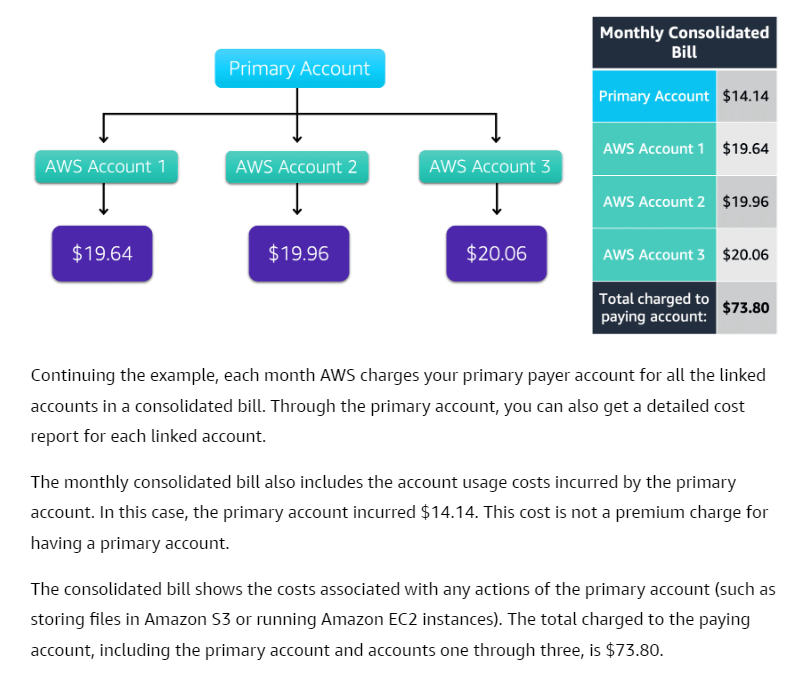 Primary Account
AWS Account 1
AWS Account 2
AWS Account 3
$19.64
$19.96
$20.06
Monthly Consolidated
Bill
Primary Account $14.14
AWS Account 1 $19.64
AWS Account 2 $19.96
AWS Account 3 $20.06
Total charged to
paying account: $73.80
Continuing the example, each month AWS charges your primary payer account for all the linked
accounts in a consolidated bill. Through the primary account, you can also get a detailed cost
report for each linked account.
The monthly consolidated bill also includes the account usage costs incurred by the primary
account. In this case, the primary account incurred $14.14. This cost is not a premium charge for
having a primary account.
The consolidated bill shows the costs associated with any actions of the primary account (such as
storing files in Amazon S3 or running Amazon EC2 instances). The total charged to the paying
account, including the primary account and accounts one through three, is $73.80.